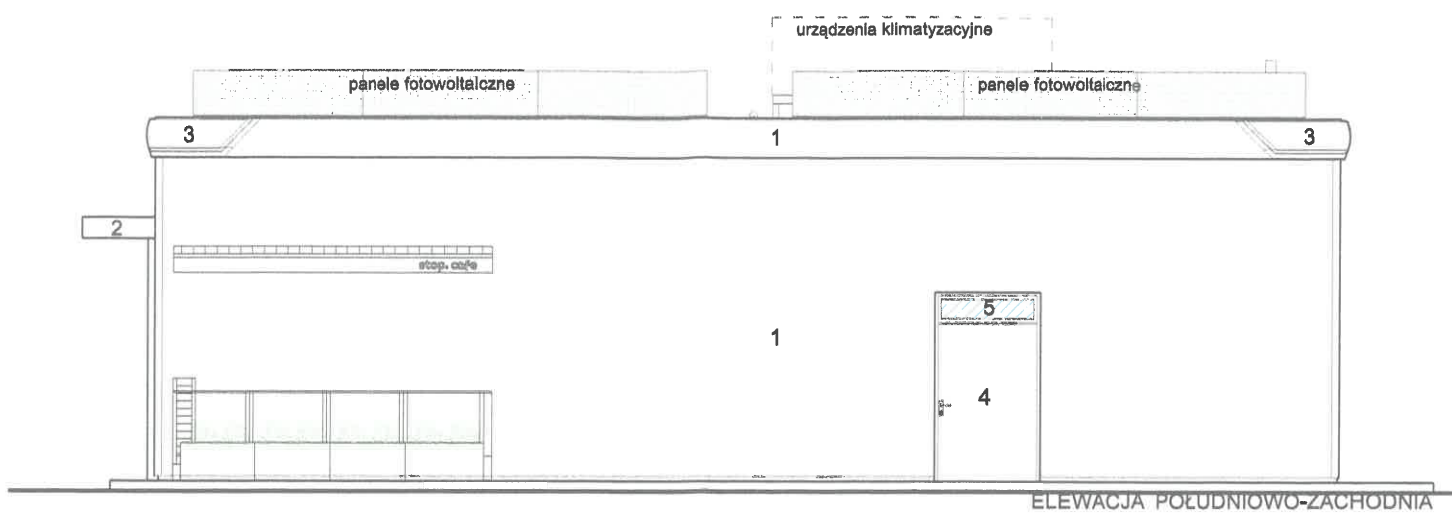 urządzenia klimatyzacyjne
panele fotowoltaiczne
panele fotowoltaiczne
3
1
3
2
stop.cafe
5
1
4
ELEWACJA POŁUDNIOWO-ZACHODNIA